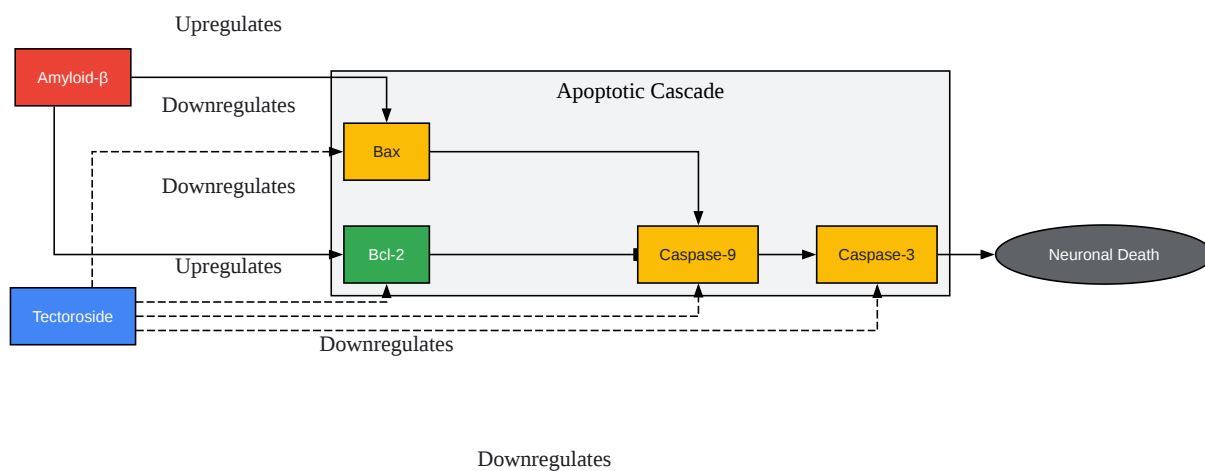 Upregulates
Amyloid-β
Apoptotic Cascade
Downregulates
Bax
Downregulates
Bcl-2
Caspase-9
Caspase-3
Neuronal Death
Upregulates
Tectoroside
Downregulates
Downregulates